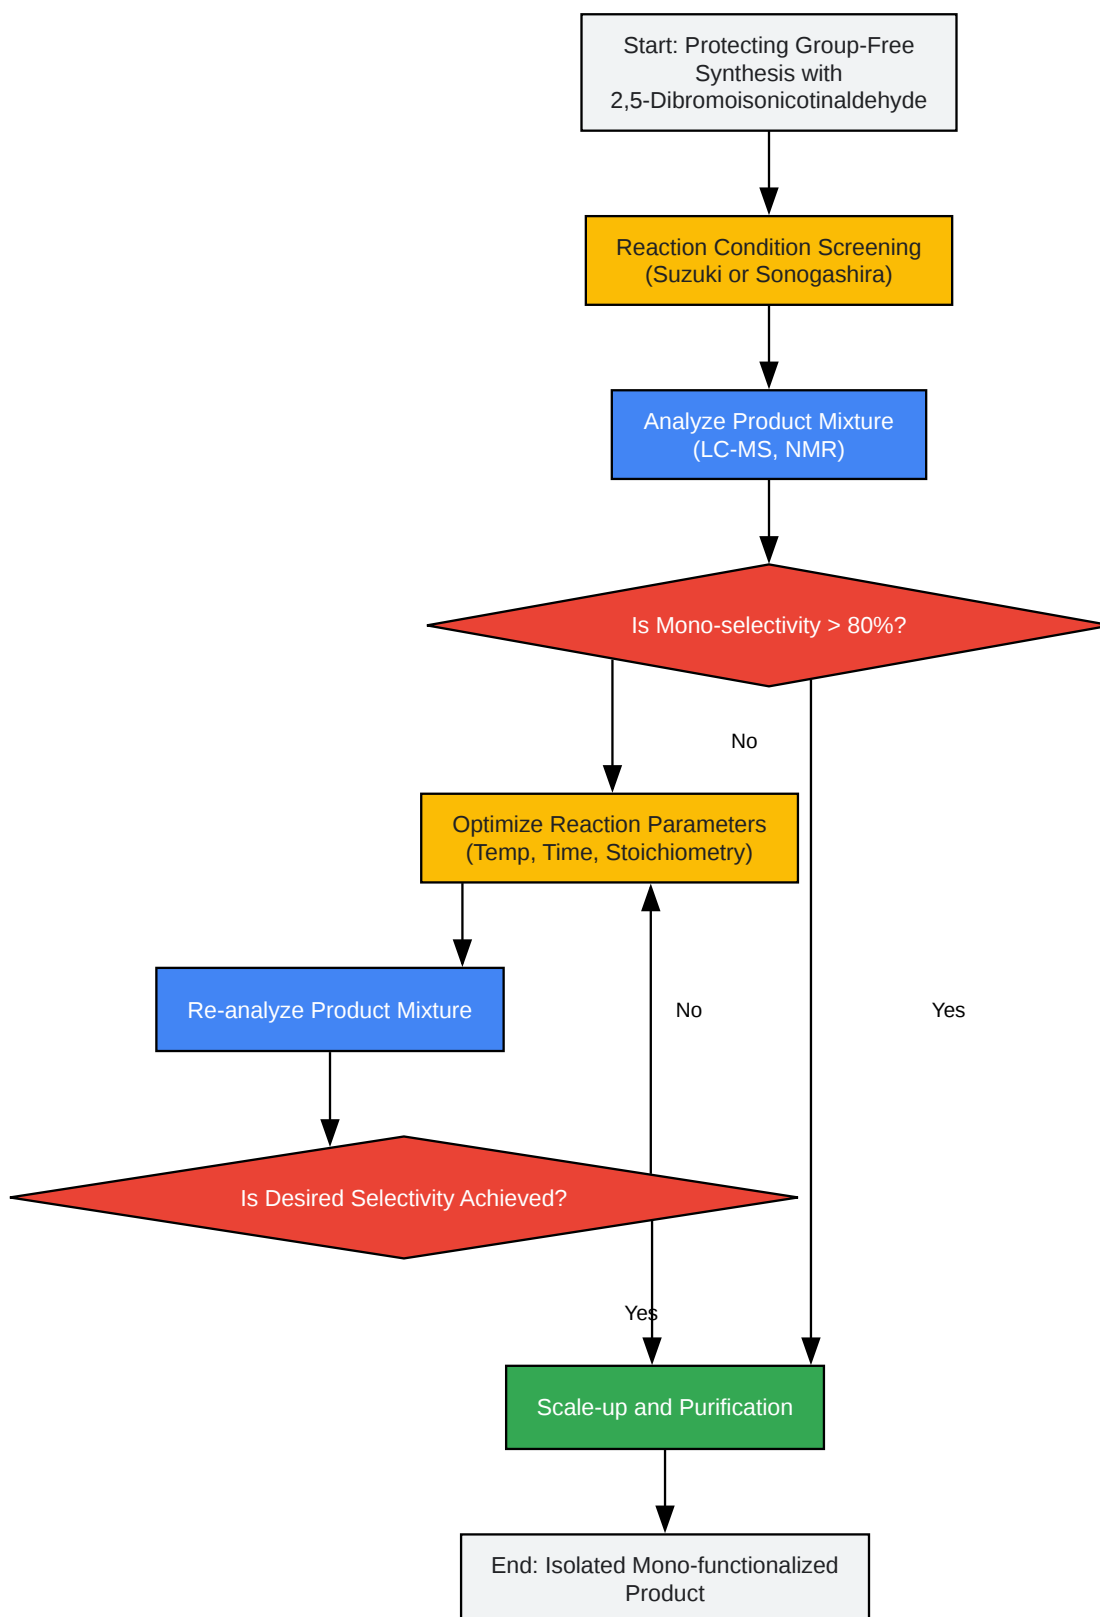 Start: Protecting Group-Free
Synthesis with
2,5-Dibromoisonicotinaldehyde
Reaction Condition Screening
(Suzuki or Sonogashira)
Analyze Product Mixture
(LC-MS, NMR)
Is Mono-selectivity > 80%?
No
Optimize Reaction Parameters
(Temp, Time, Stoichiometry)
Re-analyze Product Mixture
No
Yes
Is Desired Selectivity Achieved?
Yes
Scale-up and Purification
End: Isolated Mono-functionalized
Product